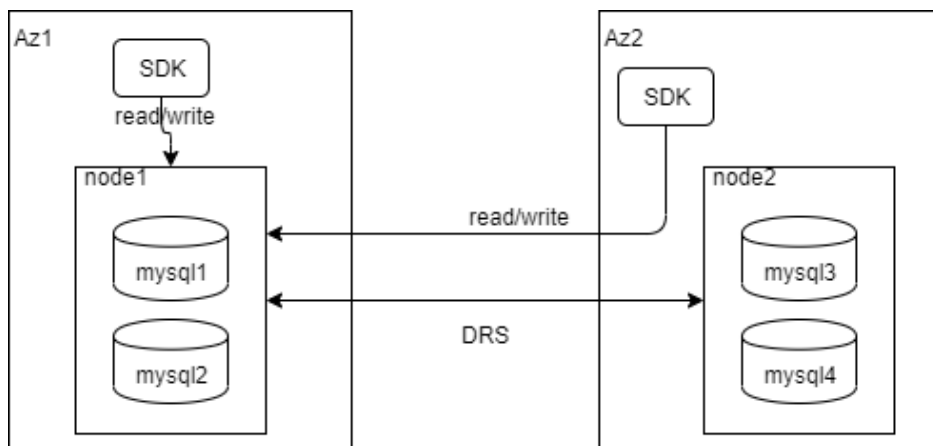 Az1
SDK
read/write
node1
mysql1
mysql2
Az2
SDK
read/write
DRS
node2
mysql3
mysql4